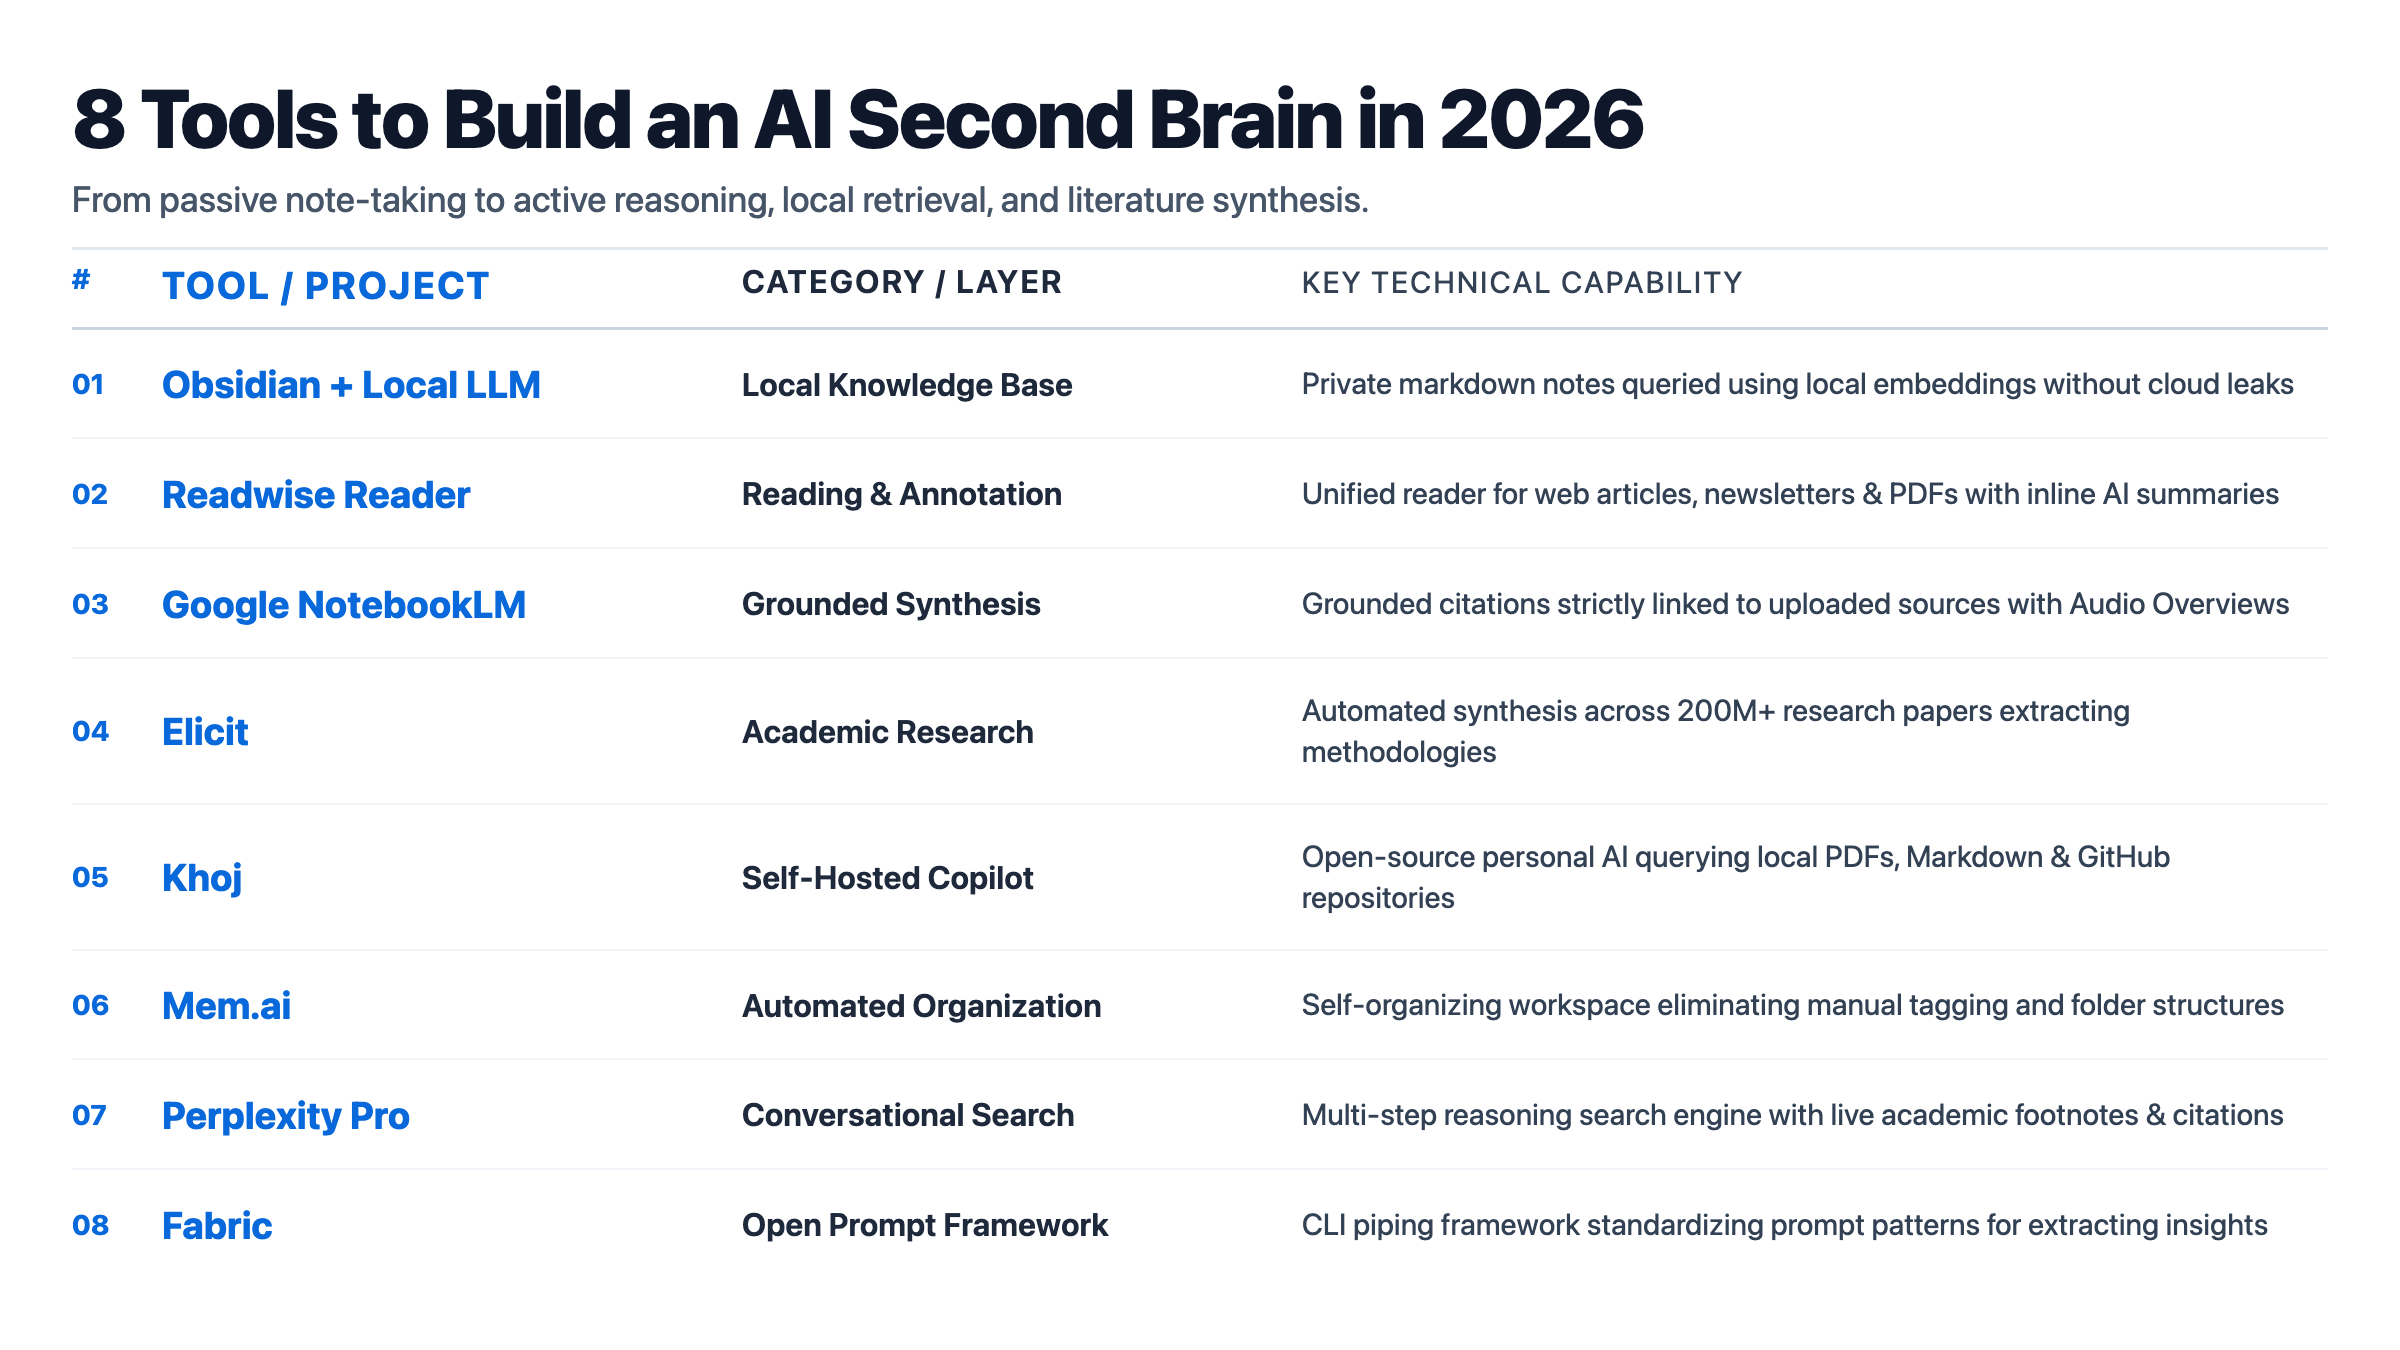 8 Tools to Build an AI Second Brain in 2026
From passive note-taking to active reasoning, local retrieval, and literature synthesis.
# TOOL / PROJECT CATEGORY / LAYER KEY TECHNICAL CAPABILITY
01 Obsidian + Local LLM Local Knowledge Base Private markdown notes queried using local embeddings without cloud leaks
02 Readwise Reader Reading & Annotation Unified reader for web articles, newsletters & PDFs with inline AI summaries
03 Google NotebookLM Grounded Synthesis Grounded citations strictly linked to uploaded sources with Audio Overviews
04 Elicit Academic Research Automated synthesis across 200M+ research papers extracting
methodologies
05 Khoj Self-Hosted Copilot Open-source personal AI querying local PDFs, Markdown & GitHub
repositories
06 Mem.ai Automated Organization Self-organizing workspace eliminating manual tagging and folder structures
07 Perplexity Pro Conversational Search Multi-step reasoning search engine with live academic footnotes & citations
08 Fabric Open Prompt Framework CLI piping framework standardizing prompt patterns for extracting insights